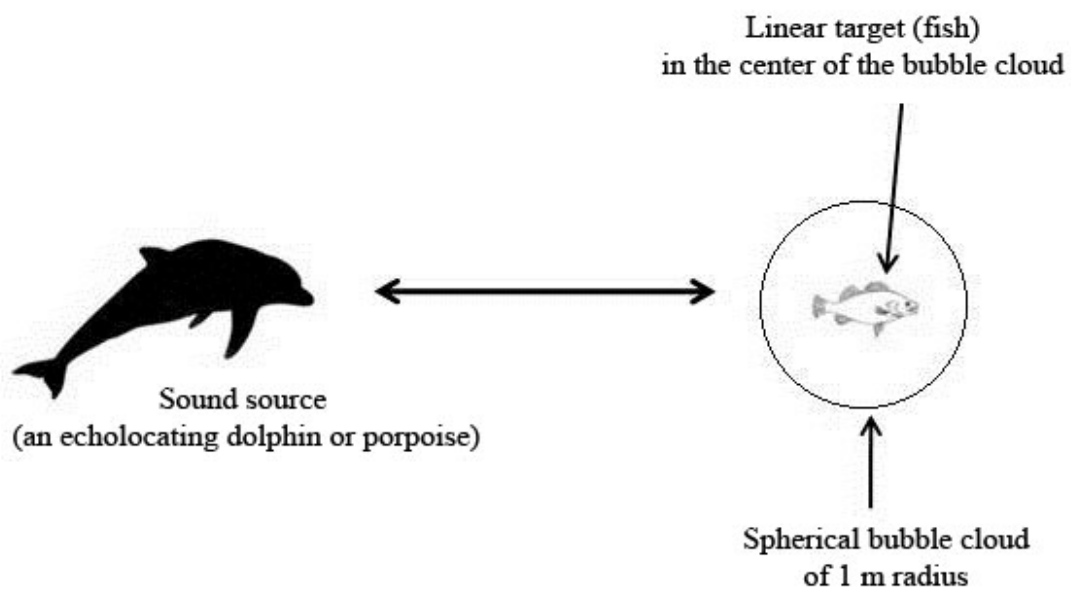 Linear target (fish)
in the center of the bubble cloud
Sound source
(an echolocating dolphin or porpoise)
Spherical bubble cloud
of 1 m radius